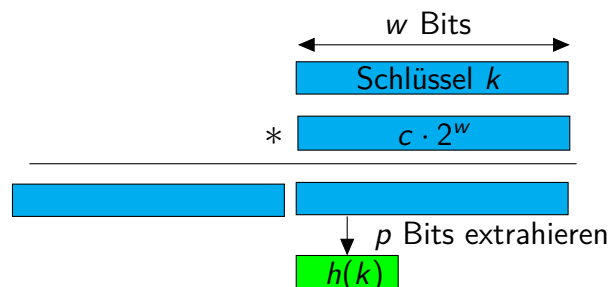 w Bits
Schlüssel k
* c · 2^w
p Bits extrahieren
h(k)